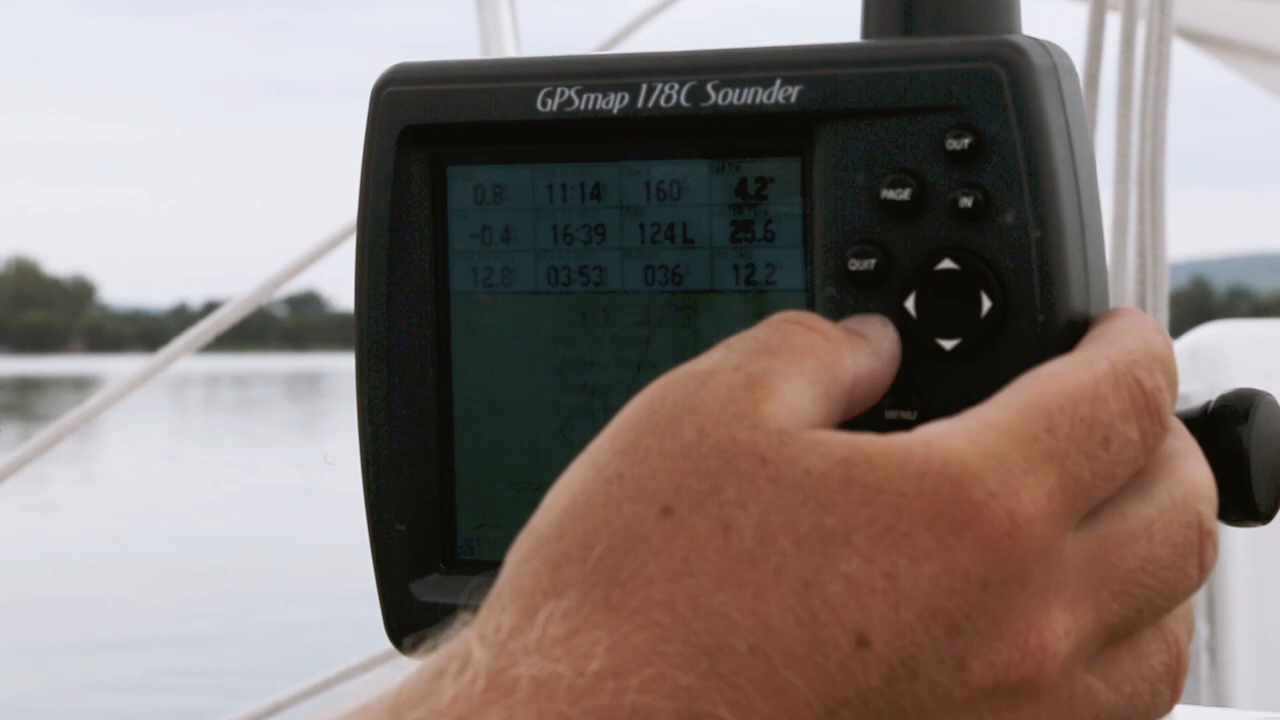 GPSmap 178C Sounder
OUT
PAGE
IN
QUIT
MENU
0.8 11:14 160 4.2
-0.4 16:39 124L 25.6
12.8 03:53 036 12.2